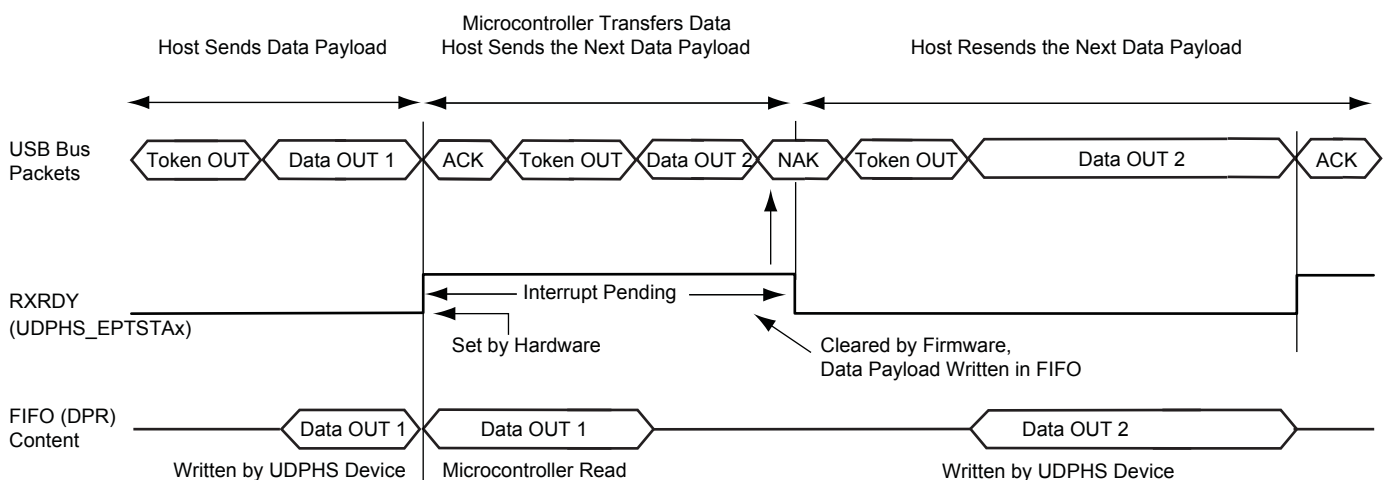 Microcontroller Transfers Data
Host Sends Data Payload
Host Sends the Next Data Payload
Host Resends the Next Data Payload
USB Bus
Packets
Token OUT
Data OUT 1
ACK
Token OUT
Data OUT 2
NAK
Token OUT
Data OUT 2
ACK
RXRDY
(UDPHS_EPTSTAx)
Interrupt Pending
Set by Hardware
Cleared by Firmware,
Data Payload Written in FIFO
FIFO (DPR)
Content
Data OUT 1
Data OUT 1
Data OUT 2
Written by UDPHS Device
Microcontroller Read
Written by UDPHS Device